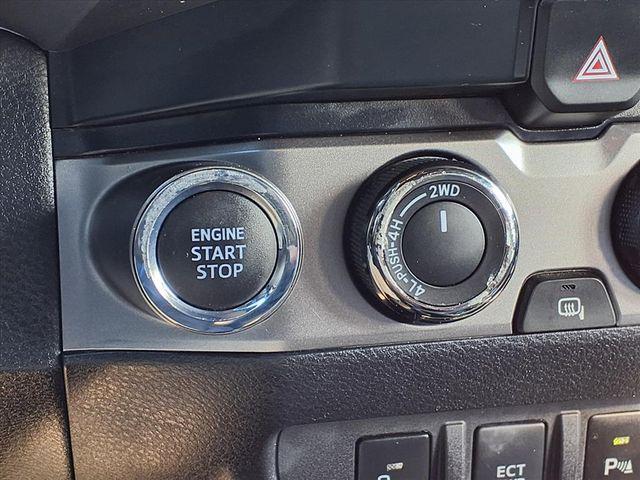 ENGINE
START
STOP
2WD
4L-PUSH-4H
ECT
P